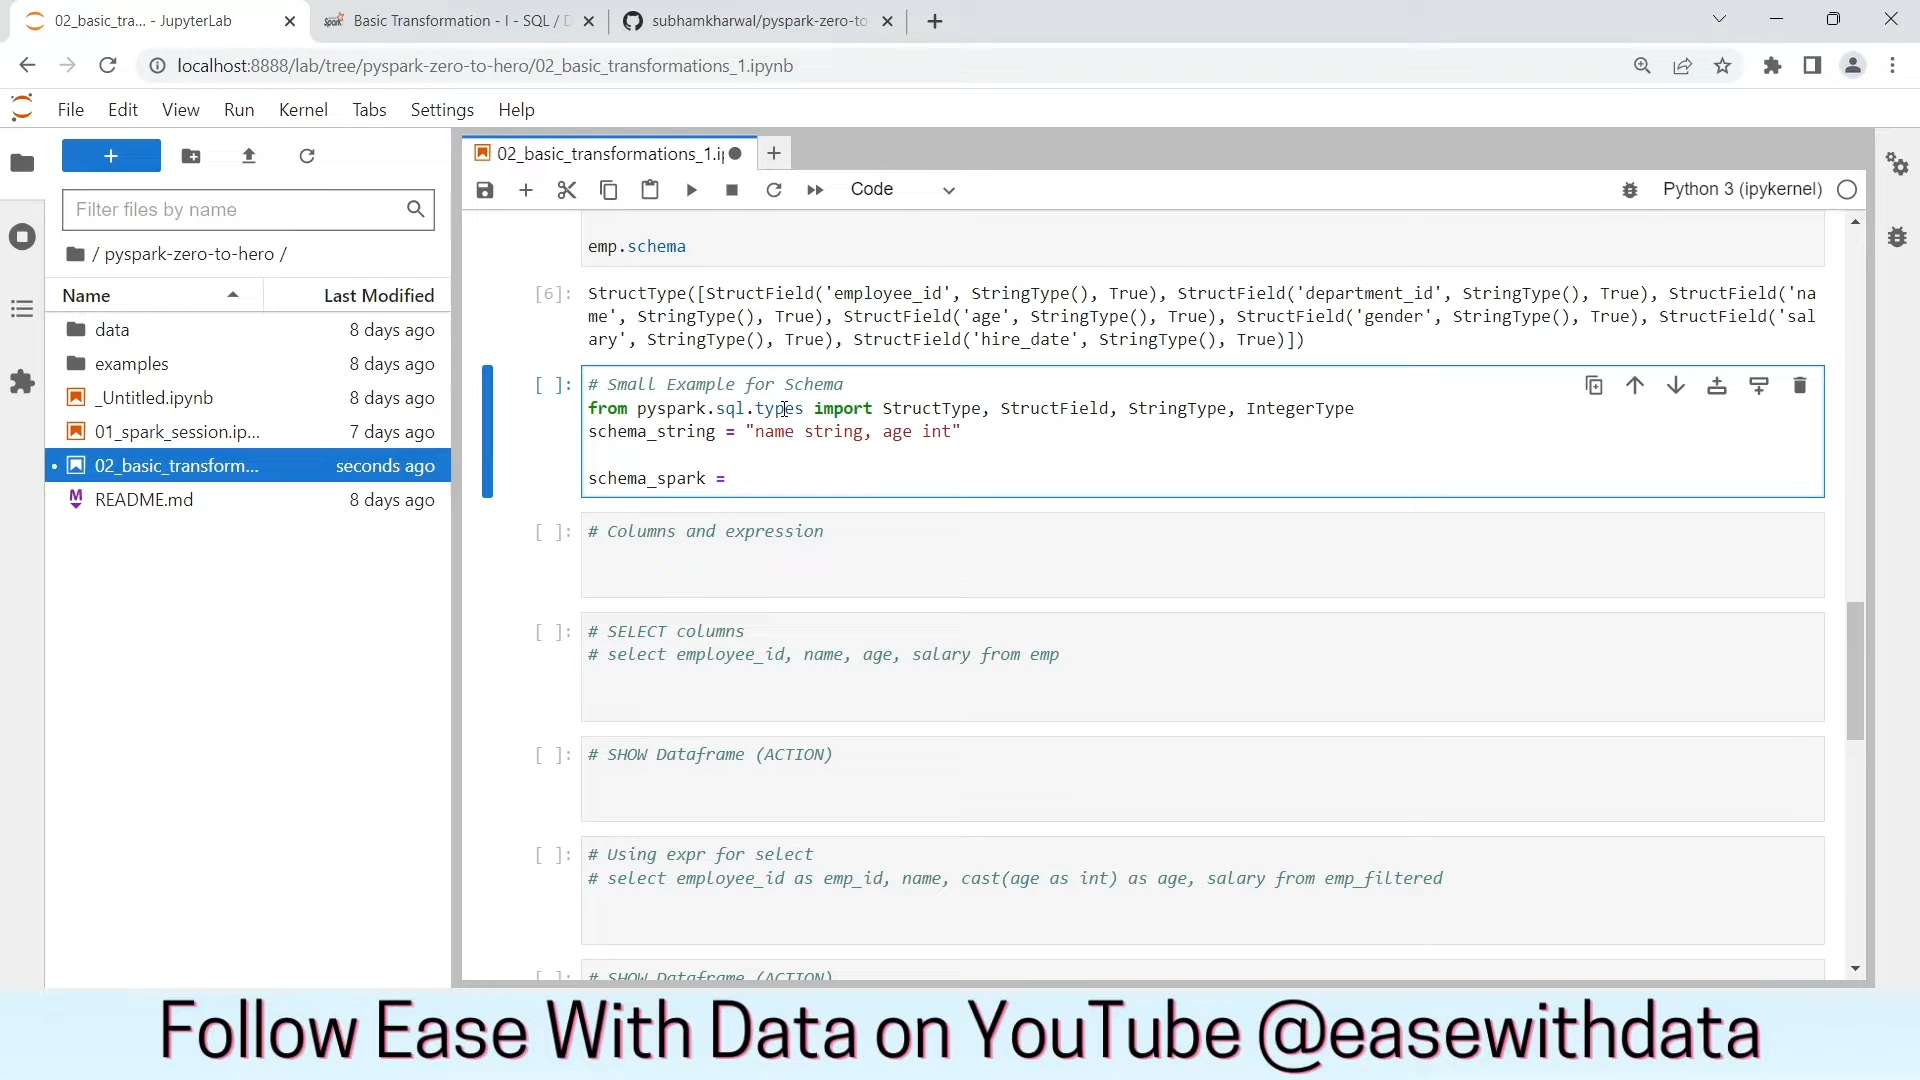 02_basic_tra... - JupyterLab
Basic Transformation - I - SQL / D
subhamkharwal/pyspark-zero-to-
localhost:8888/lab/tree/pyspark-zero-to-hero/02_basic_transformations_1.ipynb
File Edit View Run Kernel Tabs Settings Help
02_basic_transformations_1.ij
Filter files by name
Code
Python 3 (ipykernel)
/ pyspark-zero-to-hero /
Name Last Modified
data 8 days ago
examples 8 days ago
_Untitled.ipynb 8 days ago
01_spark_session.ip... 7 days ago
02_basic_transform... seconds ago
README.md 8 days ago
emp.schema
[6]: StructType([StructField('employee_id', StringType(), True), StructField('department_id', StringType(), True), StructField('na
me', StringType(), True), StructField('age', StringType(), True), StructField('gender', StringType(), True), StructField('sal
ary', StringType(), True), StructField('hire_date', StringType(), True)])
[ ]: # Small Example for Schema
from pyspark.sql.types import StructType, StructField, StringType, IntegerType
schema_string = "name string, age int"
schema_spark =
[ ]: # Columns and expression
[ ]: # SELECT columns
# select employee_id, name, age, salary from emp
[ ]: # SHOW Dataframe (ACTION)
[ ]: # Using expr for select
# select employee_id as emp_id, name, cast(age as int) as age, salary from emp_filtered
[ ]: # SHOW Dataframe (ACTION)
Follow Ease With Data on YouTube @easewithdata